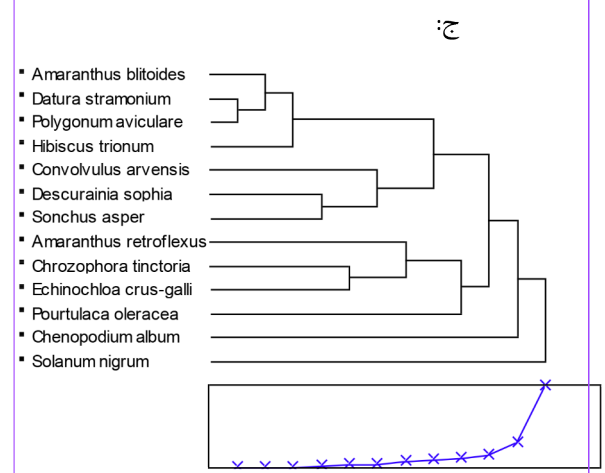 ج:
Amaranthus blitoides
Datura stramonium
Polygonum aviculare
Hibiscus trionum
Convolvulus arvensis
Descurainia sophia
Sonchus asper
Amaranthus retroflexus
Chrozophora tinctoria
Echinochloa crus-galli
Pourtulaca oleracea
Chenopodium album
Solanum nigrum